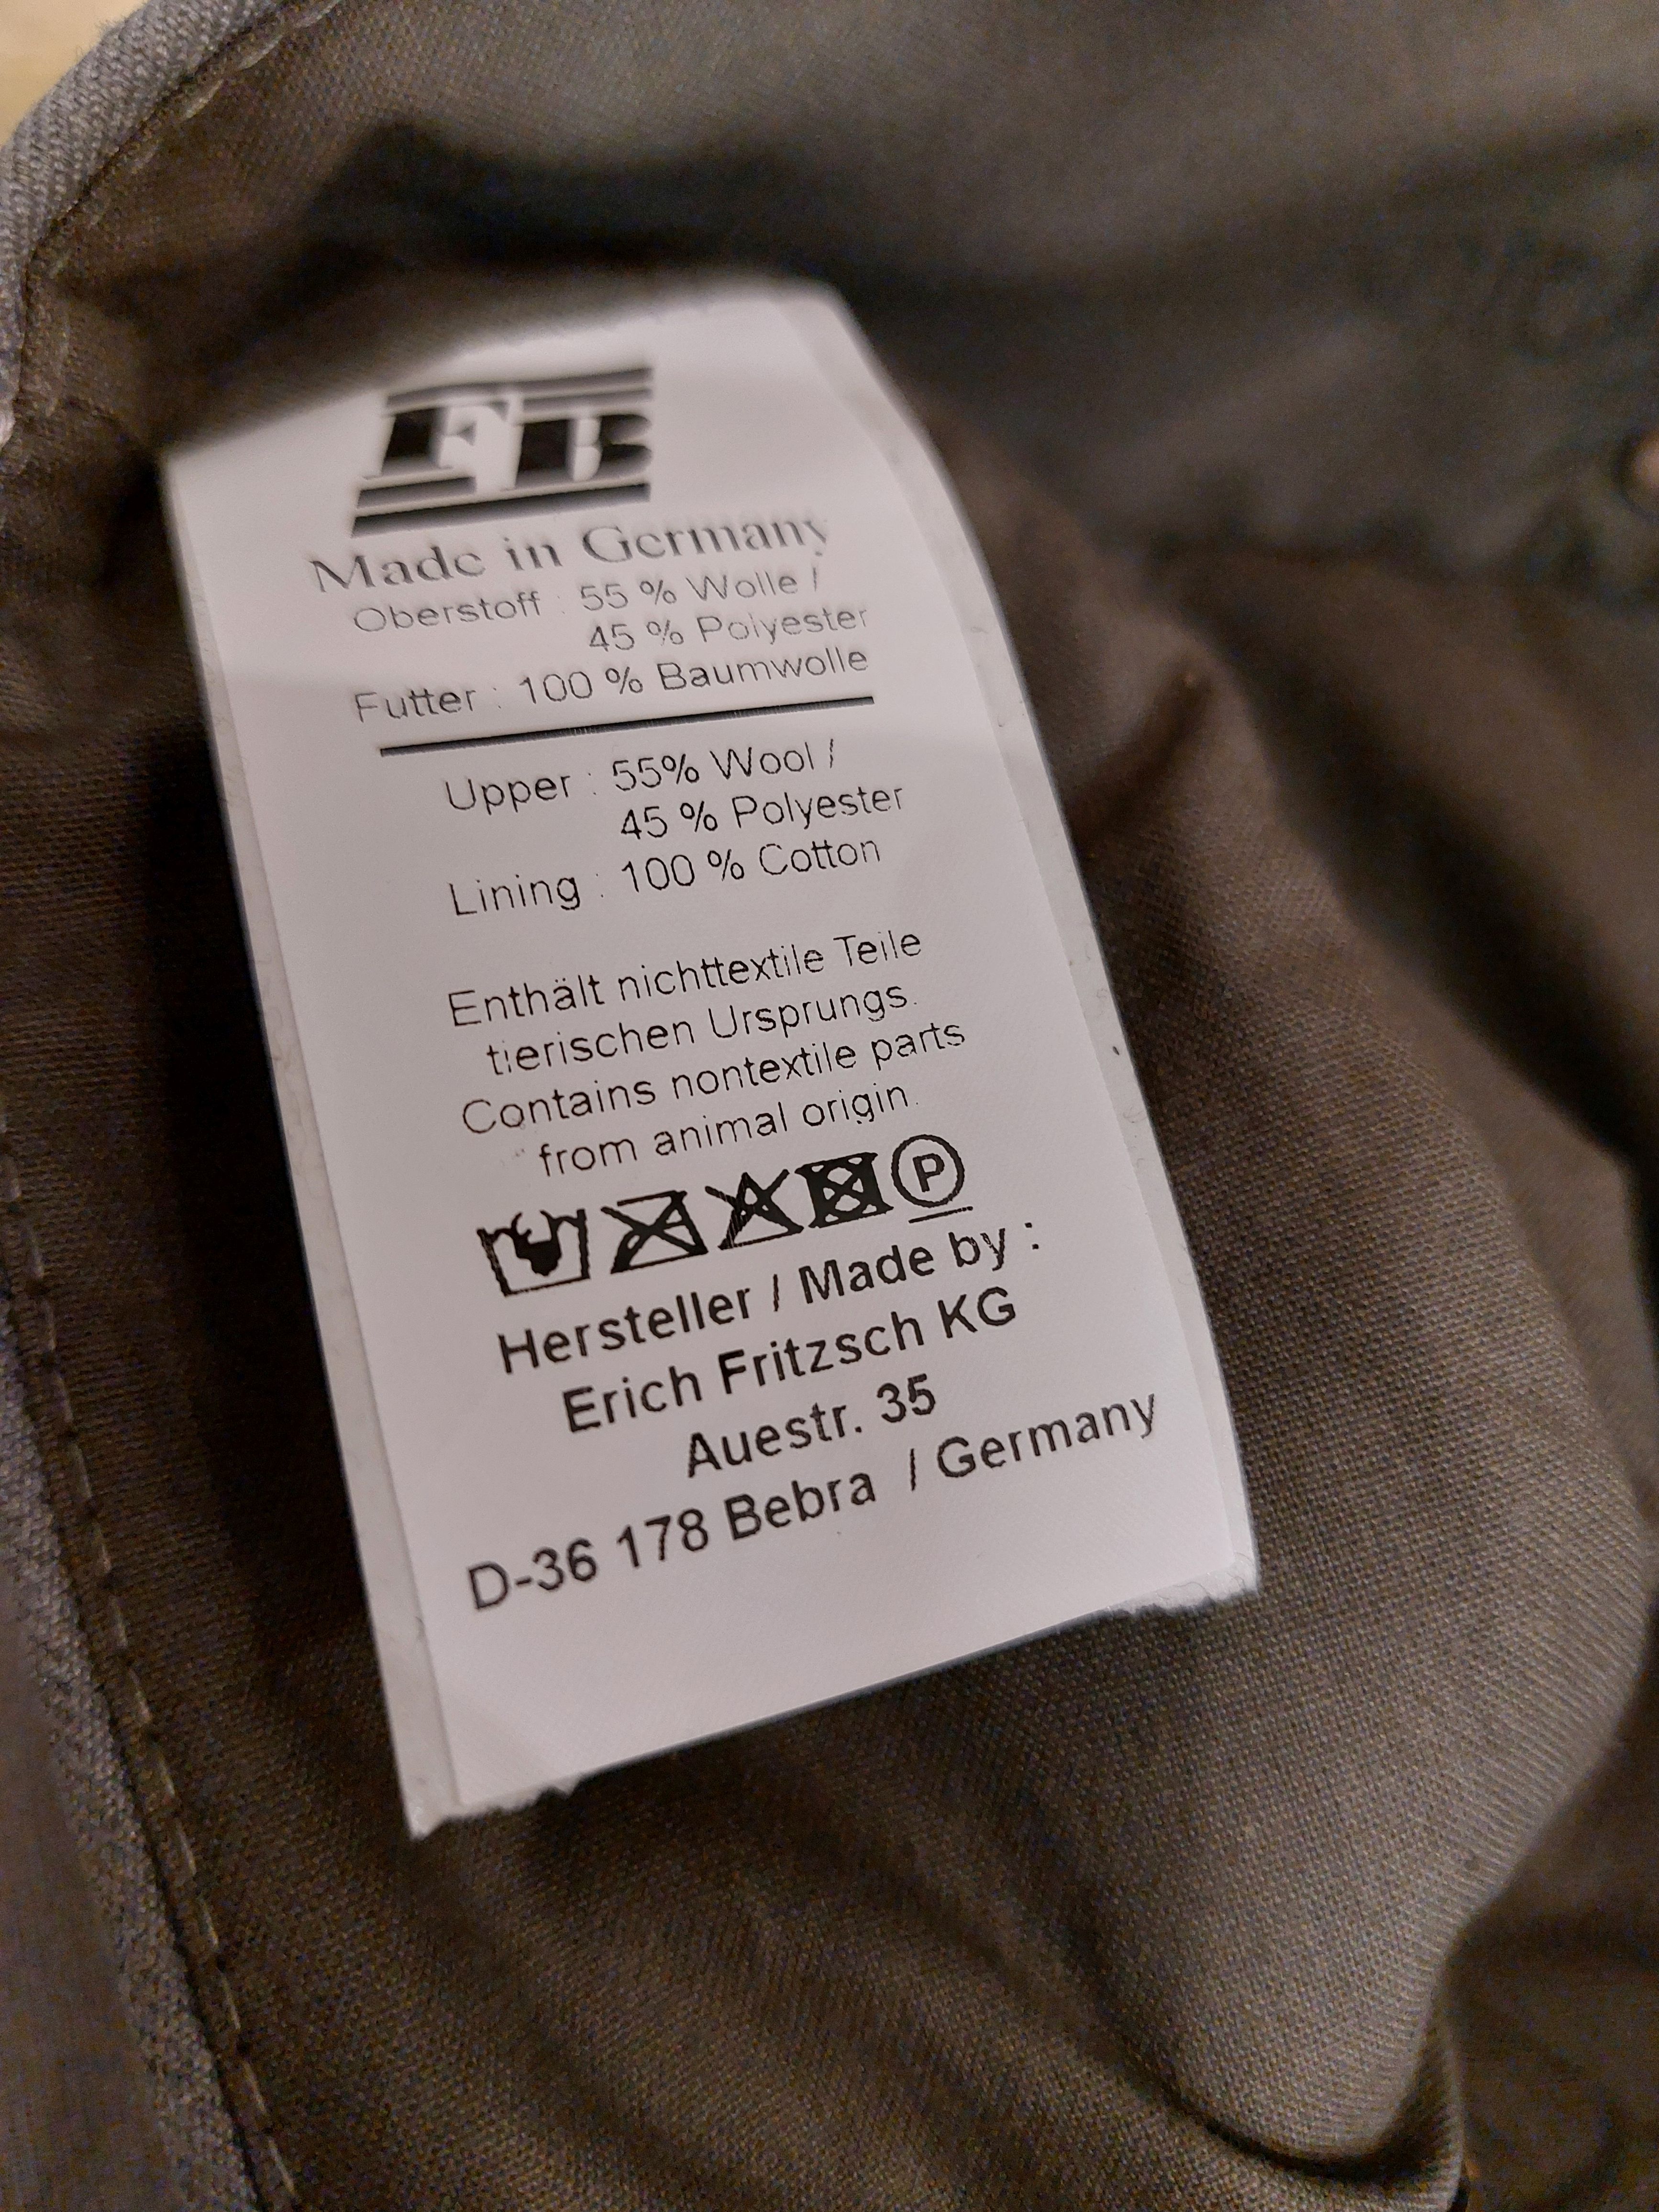 FB
Made in Germany
Oberstoff : 55 % Wolle /
45 % Polyester
Futter : 100 % Baumwolle
Upper : 55% Wool /
45 % Polyester
Lining : 100 % Cotton
Enthält nichttextile Teile
tierischen Ursprungs.
Contains nontextile parts
from animal origin.
P
Hersteller / Made by :
Erich Fritzsch KG
Auestr. 35
D-36 178 Bebra / Germany